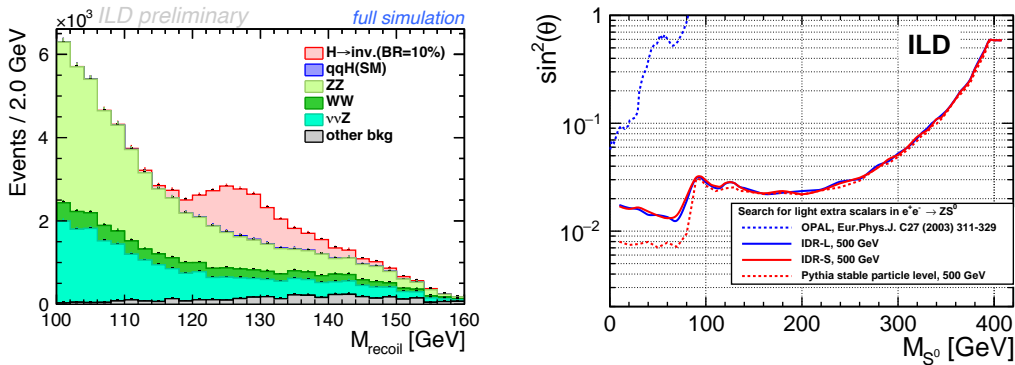 ILD preliminary
full simulation
×10³
Events / 2.0 GeV
6
4
2
0
H→inv.(BR=10%)
qqH(SM)
ZZ
WW
ννZ
other bkg
100 110 120 130 140 150 160
M_recoil [GeV]
sin²(θ)
1
10⁻¹
10⁻²
ILD
Search for light extra scalars in e⁺e⁻ → ZS⁰
OPAL, Eur.Phys.J. C27 (2003) 311-329
IDR-L, 500 GeV
IDR-S, 500 GeV
Pythia stable particle level, 500 GeV
0 100 200 300 400
M_S⁰ [GeV]